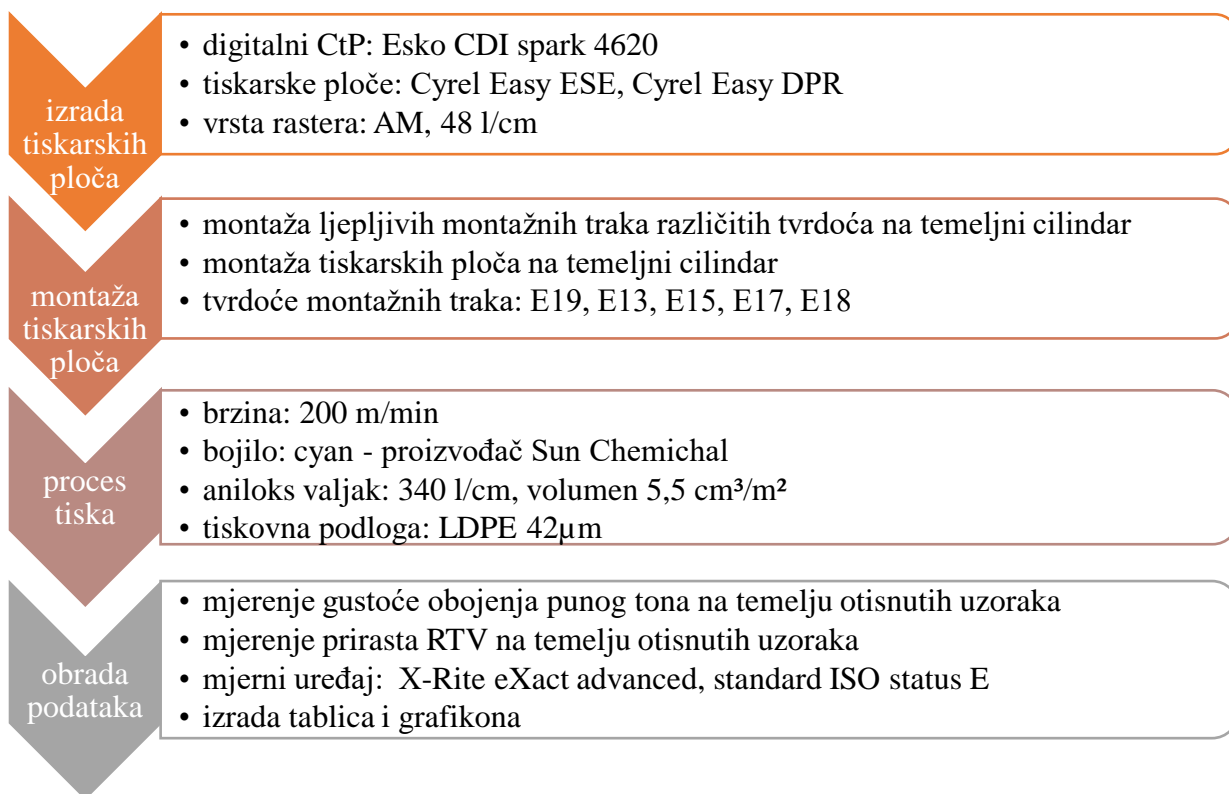 izrada
tiskarskih
ploča
• digitalni CtP: Esko CDI spark 4620
• tiskarske ploče: Cyrel Easy ESE, Cyrel Easy DPR
• vrsta rastera: AM, 48 l/cm
montaža
tiskarskih
ploča
• montaža ljepljivih montažnih traka različitih tvrdoća na temeljni cilindar
• montaža tiskarskih ploča na temeljni cilindar
• tvrdoće montažnih traka: E19, E13, E15, E17, E18
proces
tiska
• brzina: 200 m/min
• bojilo: cyan - proizvođač Sun Chemichal
• aniloks valjak: 340 l/cm, volumen 5,5 cm³/m²
• tiskovna podloga: LDPE 42µm
obrada
podataka
• mjerenje gustoće obojenja punog tona na temelju otisnutih uzoraka
• mjerenje prirasta RTV na temelju otisnutih uzoraka
• mjerni uređaj:  X-Rite eXact advanced, standard ISO status E
• izrada tablica i grafikona